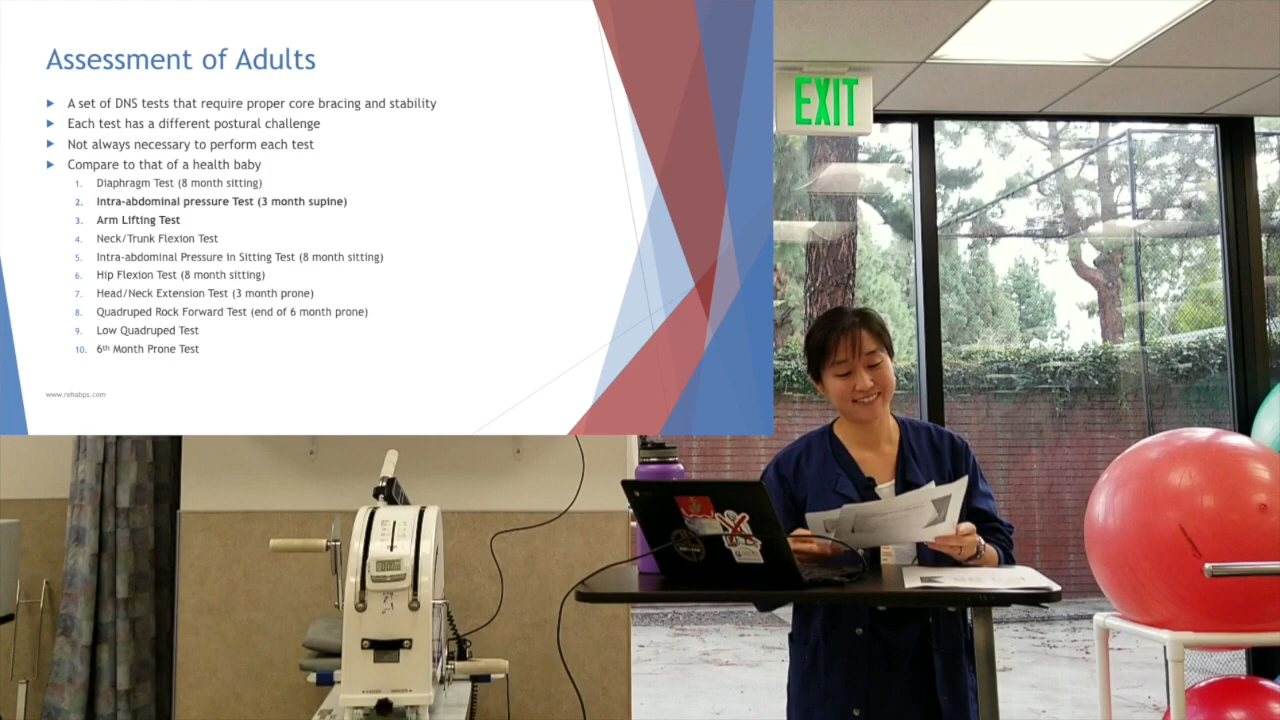 Assessment of Adults
A set of DNS tests that require proper core bracing and stability
Each test has a different postural challenge
Not always necessary to perform each test
Compare to that of a health baby
1. Diaphragm Test (8 month sitting)
2. Intra-abdominal pressure Test (3 month supine)
3. Arm Lifting Test
4. Neck/Trunk Flexion Test
5. Intra-abdominal Pressure in Sitting Test (8 month sitting)
6. Hip Flexion Test (8 month sitting)
7. Head/Neck Extension Test (3 month prone)
8. Quadruped Rock Forward Test (end of 6 month prone)
9. Low Quadruped Test
10. 6th Month Prone Test
www.rehabps.com
EXIT